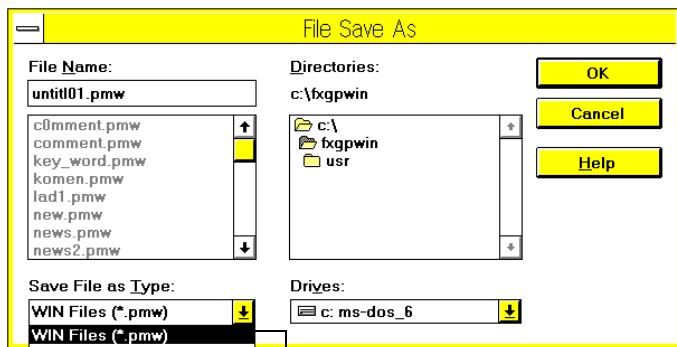 File Save As
File Name:
untitl01.pmw
c0mment.pmw
comment.pmw
key_word.pmw
komen.pmw
lad1.pmw
new.pmw
news.pmw
news2.pmw
Save File as Type:
WIN Files (*.pmw)
WIN Files (*.pmw)
Directories:
c:\fxgpwin
c:\
fxgpwin
usr
Drives:
c: ms-dos_6
OK
Cancel
Help